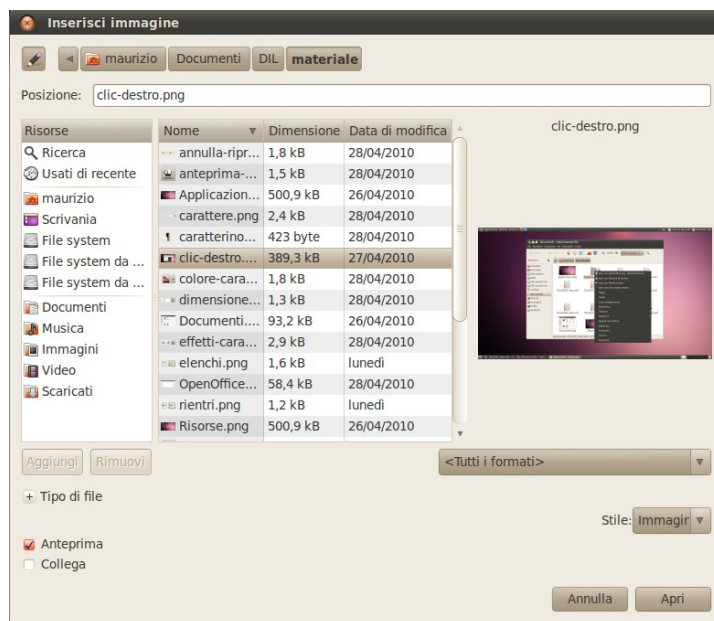 Inserisci immagine
maurizio Documenti DIL materiale
Posizione: clic-destro.png
Risorse
Ricerca
Usati di recente
maurizio
Scrivania
File system
File system da ...
File system da ...
Documenti
Musica
Immagini
Video
Scaricati
Nome Dimensione Data di modifica
annulla-ripr... 1,8 kB 28/04/2010
anteprima-... 1,5 kB 28/04/2010
Applicazion... 500,9 kB 26/04/2010
carattere.png 2,4 kB 28/04/2010
caratterino... 423 byte 28/04/2010
clic-destro.... 389,3 kB 27/04/2010
colore-cara... 1,8 kB 28/04/2010
dimensione... 1,3 kB 28/04/2010
Documenti.... 93,2 kB 26/04/2010
effetti-cara... 2,9 kB 28/04/2010
elenchi.png 1,6 kB lunedì
OpenOffice... 58,4 kB 28/04/2010
rientri.png 1,2 kB lunedì
Risorse.png 500,9 kB 26/04/2010
clic-destro.png
Aggiungi Rimuovi
<Tutti i formati>
Tipo di file
Stile: Immagir
Anteprima
Collega
Annulla Apri